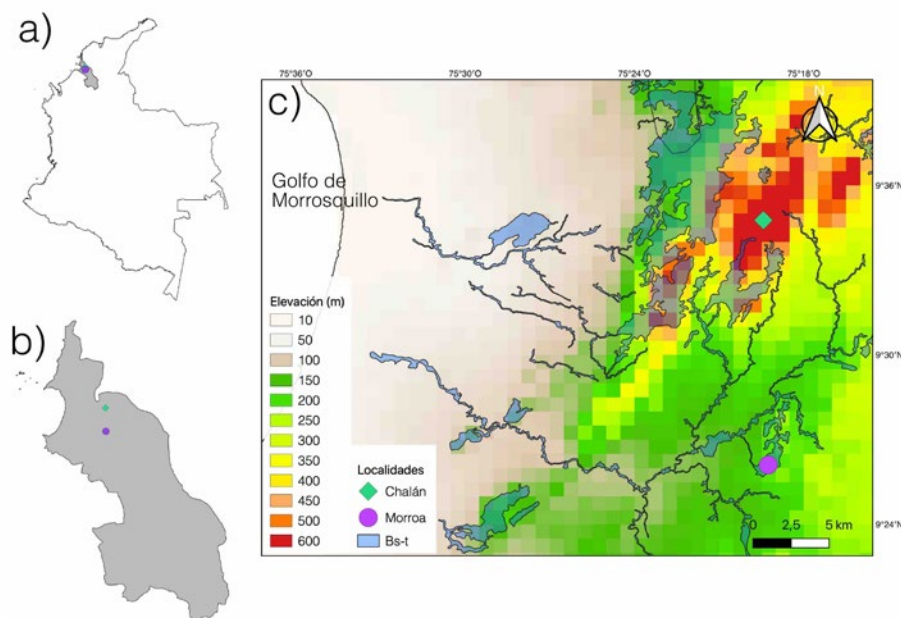 a)
b)
c)
75°36'
75°30'
75°24'
75°18'
N
9°36'
9°30'
9°24'
Golfo de
Morrosquillo
Elevación (m)
10
50
100
150
200
250
300
350
400
450
500
600
Localidades
Chalán
Morroa
Bs-t
0 2,5 5 km